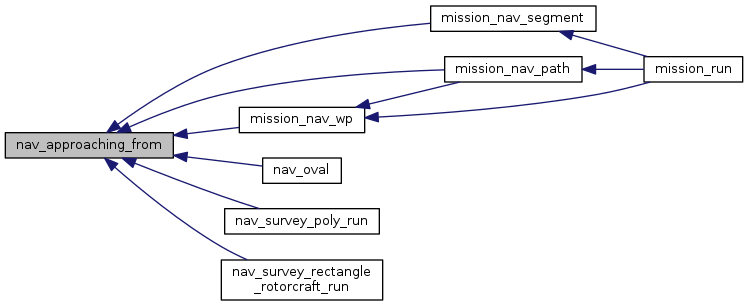 mission_nav_segment
mission_nav_path
mission_run
mission_nav_wp
nav_approaching_from
nav_oval
nav_survey_poly_run
nav_survey_rectangle
_rotorcraft_run